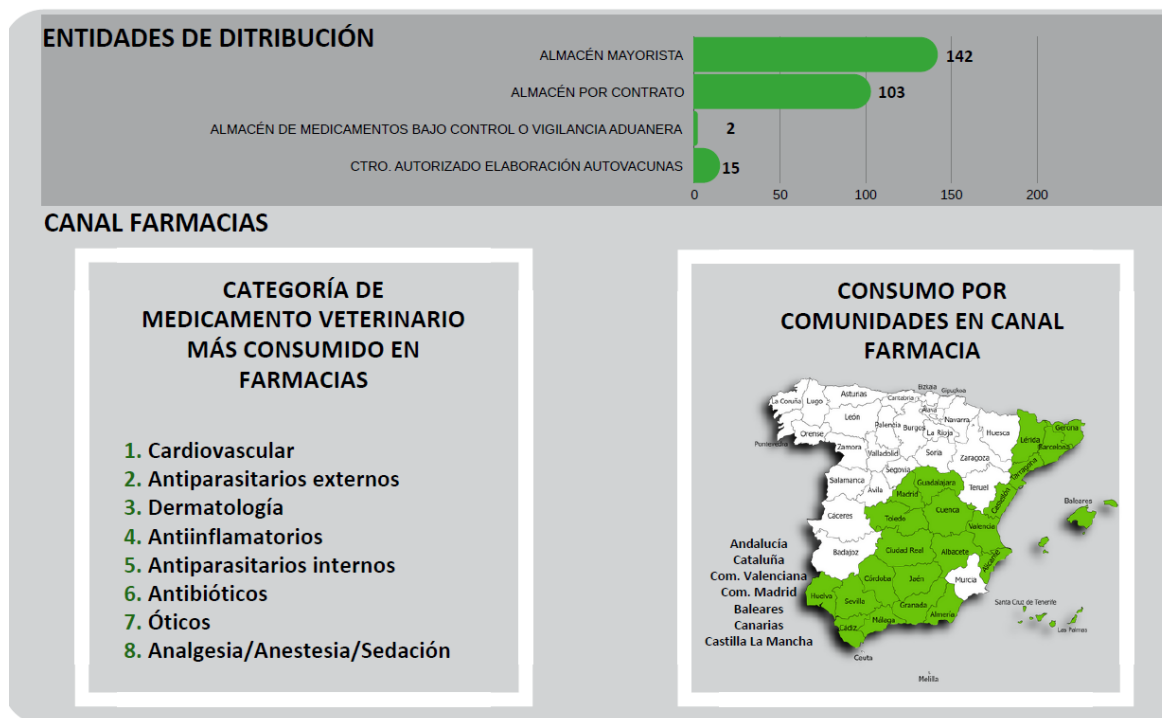 ENTIDADES DE DITRIBUCIÓN
ALMACÉN MAYORISTA 142
ALMACÉN POR CONTRATO 103
ALMACÉN DE MEDICAMENTOS BAJO CONTROL O VIGILANCIA ADUANERA 2
CTRO. AUTORIZADO ELABORACIÓN AUTOVACUNAS 15
0 50 100 150 200
CANAL FARMACIAS
CATEGORÍA DE
MEDICAMENTO VETERINARIO
MÁS CONSUMIDO EN
FARMACIAS
1. Cardiovascular
2. Antiparasitarios externos
3. Dermatología
4. Antiinflamatorios
5. Antiparasitarios internos
6. Antibióticos
7. Óticos
8. Analgesia/Anestesia/Sedación
CONSUMO POR
COMUNIDADES EN CANAL
FARMACIA
La Coruña
Lugo
Asturias
Cantabria
Bizkaia
Gipuzkoa
Álava
Navarra
Pontevedra
Orense
León
Palencia
Burgos
La Rioja
Huesca
Lérida
Gerona
Barcelona
Zamora
Valladolid
Soria
Zaragoza
Tarragona
Segovia
Salamanca
Ávila
Guadalajara
Teruel
Madrid
Castellón
Cáceres
Toledo
Cuenca
Valencia
Baleares
Badajoz
Ciudad Real
Albacete
Alicante
Córdoba
Jaén
Murcia
Huelva
Sevilla
Granada
Almería
Cádiz
Málaga
Ceuta
Melilla
Santa Cruz de Tenerife
Las Palmas
Andalucía
Cataluña
Com. Valenciana
Com. Madrid
Baleares
Canarias
Castilla La Mancha